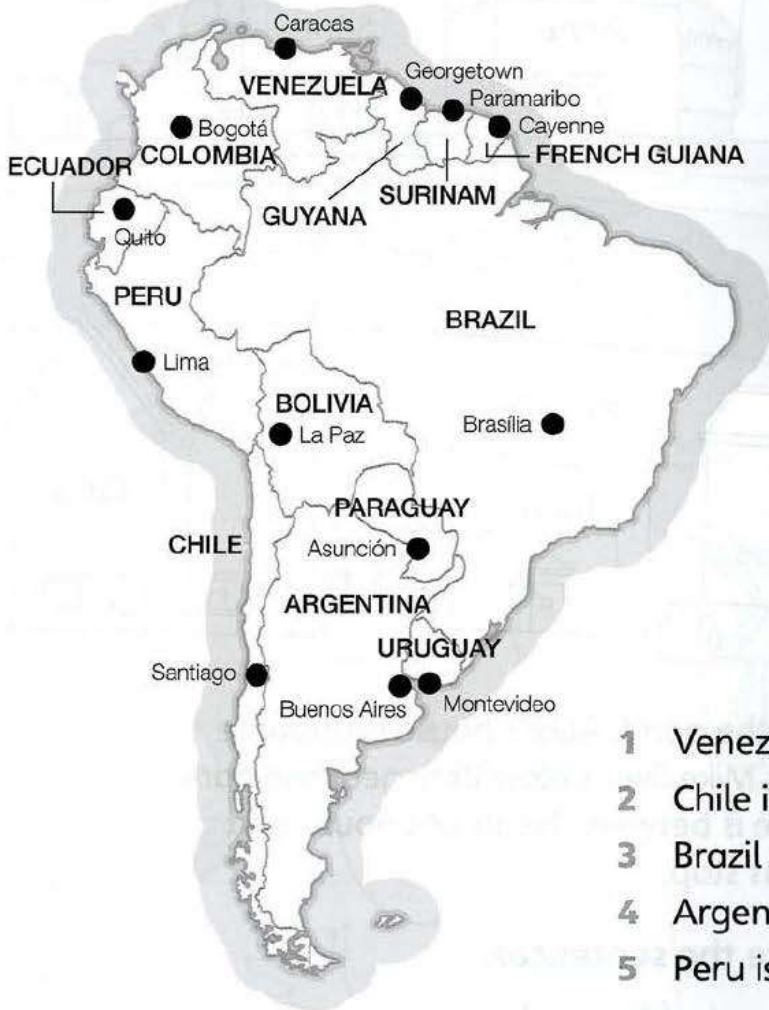 Caracas
VENEZUELA
Georgetown
Paramaribo
Bogotá
Cayenne
ECUADOR
COLOMBIA
FRENCH GUIANA
SURINAM
GUYANA
Quito
PERU
BRAZIL
Lima
BOLIVIA
La Paz
Brasília
PARAGUAY
CHILE
Asunción
ARGENTINA
URUGUAY
Santiago
Buenos Aires
Montevideo
1 Venez
2 Chile i
3 Brazil
4 Argen
5 Peru is